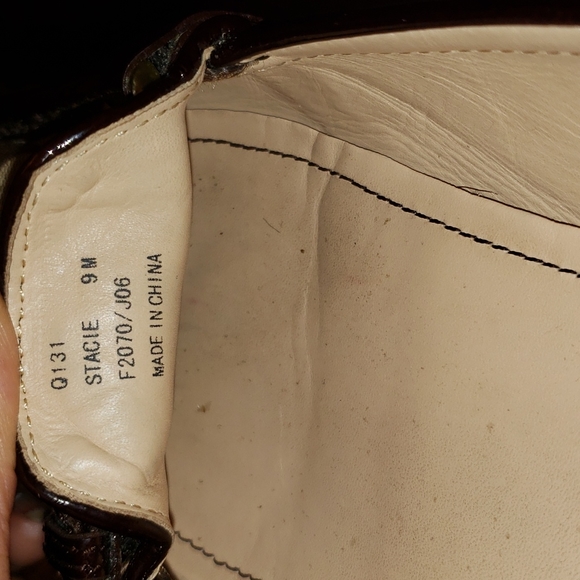 Q131
STACIE 9M
F2070/J06
MADE IN CHINA